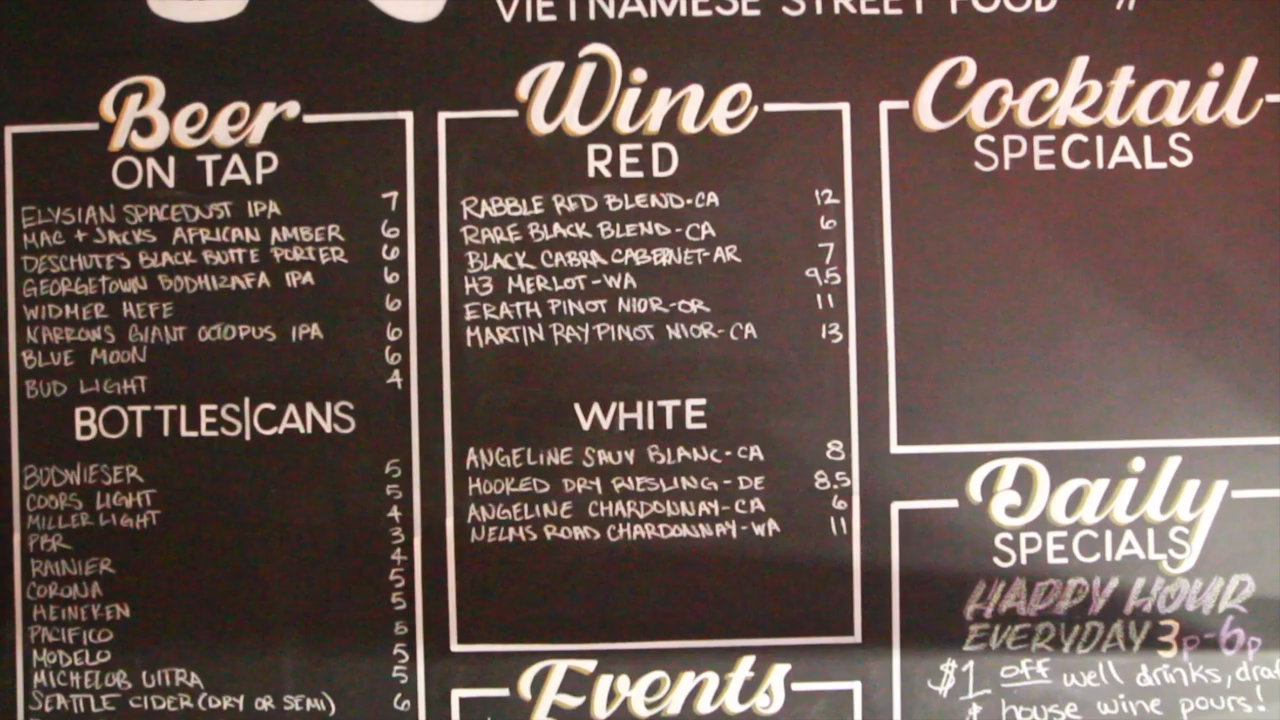 VIETNAMESE STREET FOOD
Beer
ON TAP
ELYSIAN SPACEDUST IPA 7
MAC + JACKS AFRICAN AMBER 6
DESCHUTES BLACK BUTTE PORTER 6
GEORGETOWN BODHIZAFA IPA 6
WIDMER HEFE 6
NARROWS GIANT OCTOPUS IPA 6
BLUE MOON 6
BUD LIGHT 4
BOTTLES|CANS
BUDWIESER 5
COORS LIGHT 5
MILLER LIGHT 4
PBR 3
RAINIER 4
CORONA 5
HEINEKEN 5
PACIFICO 5
MODELO 5
MICHELOB ULTRA 5
SEATTLE CIDER (DRY OR SEMI) 6
Wine
RED
RABBLE RED BLEND-CA 12
RARE BLACK BLEND-CA 6
BLACK CABRA CABERNET-AR 7
H3 MERLOT-WA 9.5
ERATH PINOT NIOR-OR 11
MARTIN RAY PINOT NIOR-CA 13
WHITE
ANGELINE SAUV BLANC-CA 8
HOOKED DRY RIESLING-DE 8.5
ANGELINE CHARDONNAY-CA 6
NELMS ROAD CHARDONNAY-WA 11
Events
Cocktail
SPECIALS
Daily
SPECIALS
HAPPY HOUR
EVERYDAY 3p-6p
$1 off well drinks, draf
house wine pours!